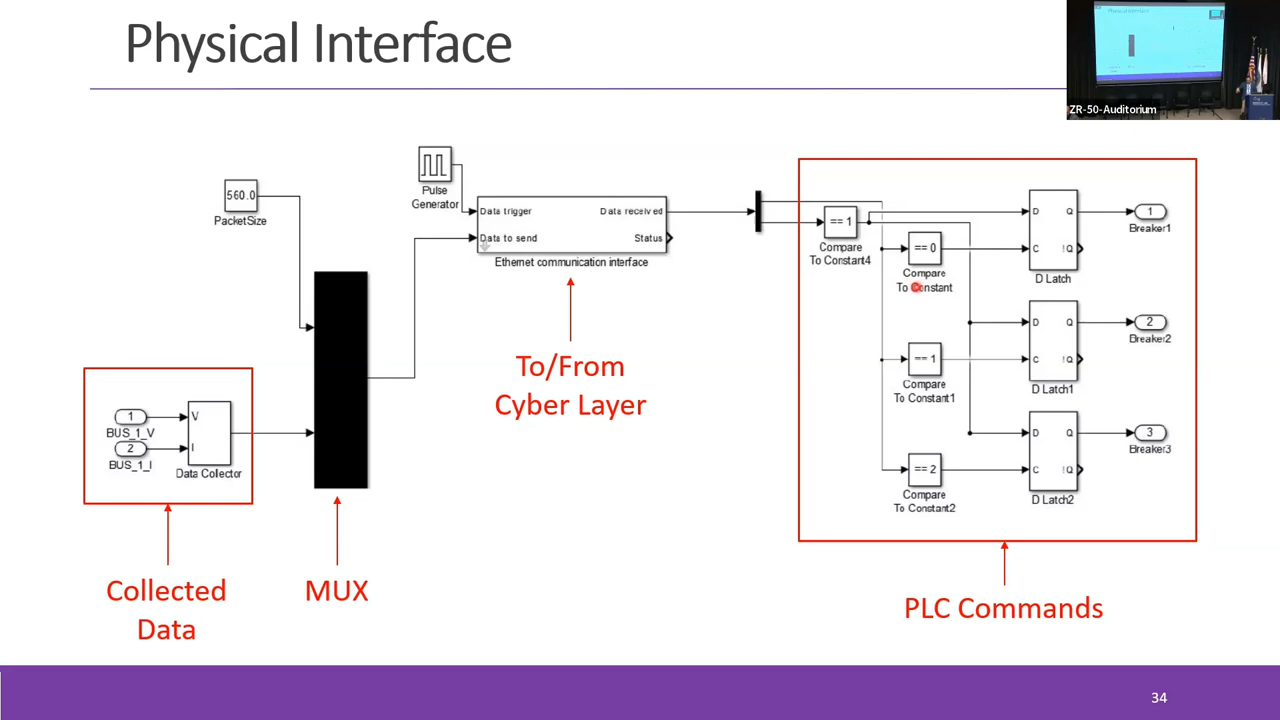 Physical Interface
ZR-50-Auditorium
560.0
PacketSize
Pulse
Generator
Data trigger
Data received
Data to send
Status
Ethernet communication interface
To/From
Cyber Layer
1
BUS_1_V
2
BUS_1_I
V
I
Data Collector
Collected
Data
MUX
== 1
Compare
To Constant4
== 0
Compare
To Constant
== 1
Compare
To Constant1
== 2
Compare
To Constant2
D
Q
C
!Q
D Latch
1
Breaker1
D
Q
C
!Q
D Latch1
2
Breaker2
D
Q
C
!Q
D Latch2
3
Breaker3
PLC Commands
34